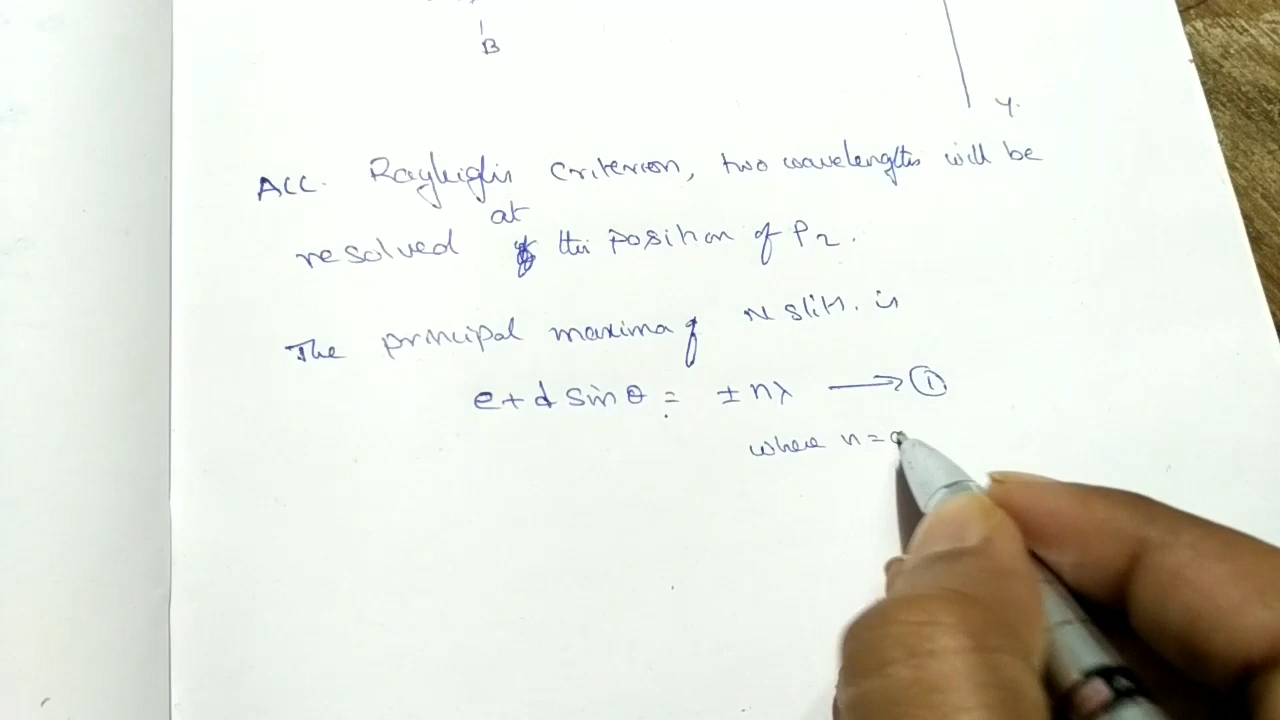 B
Y.
Acc. Rayleigh's criterion, two wavelengths will be
at
resolved the position of P2.
The principal maxima of N slits. is
e+d sinθ = ±nλ → ①
where n=